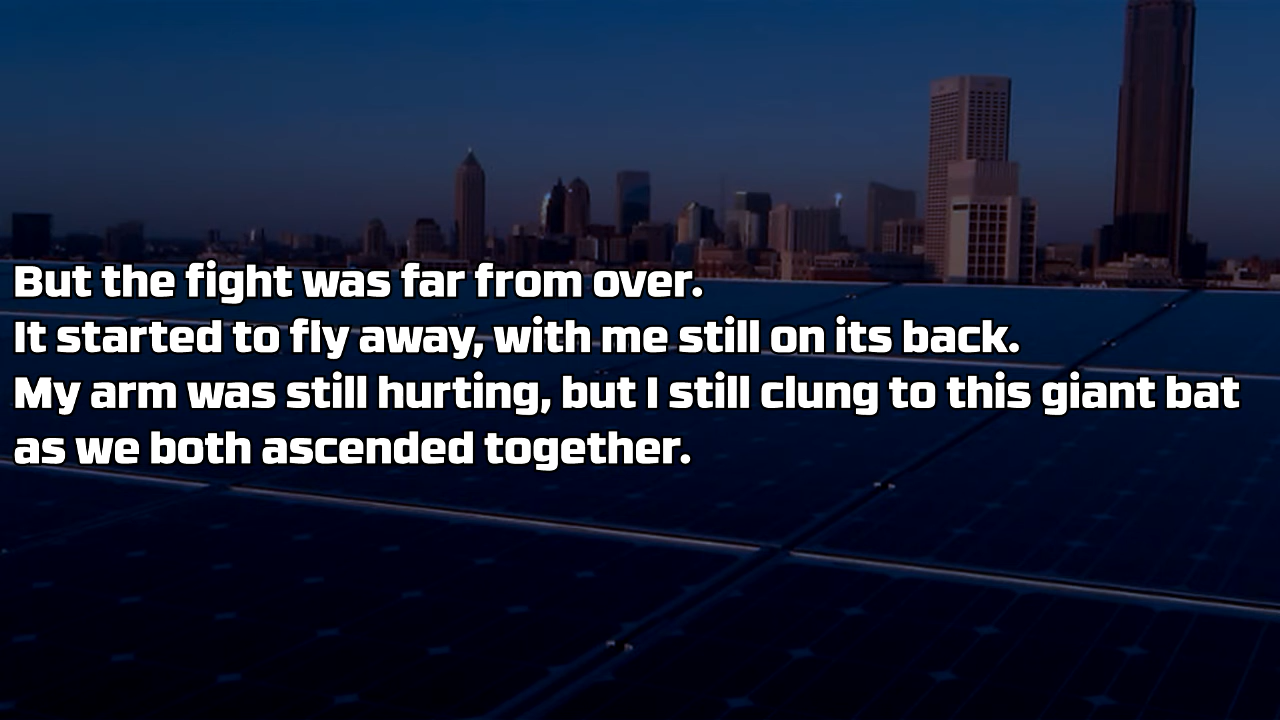 But the fight was far from over.
It started to fly away, with me still on its back.
My arm was still hurting, but I still clung to this giant bat
as we both ascended together.